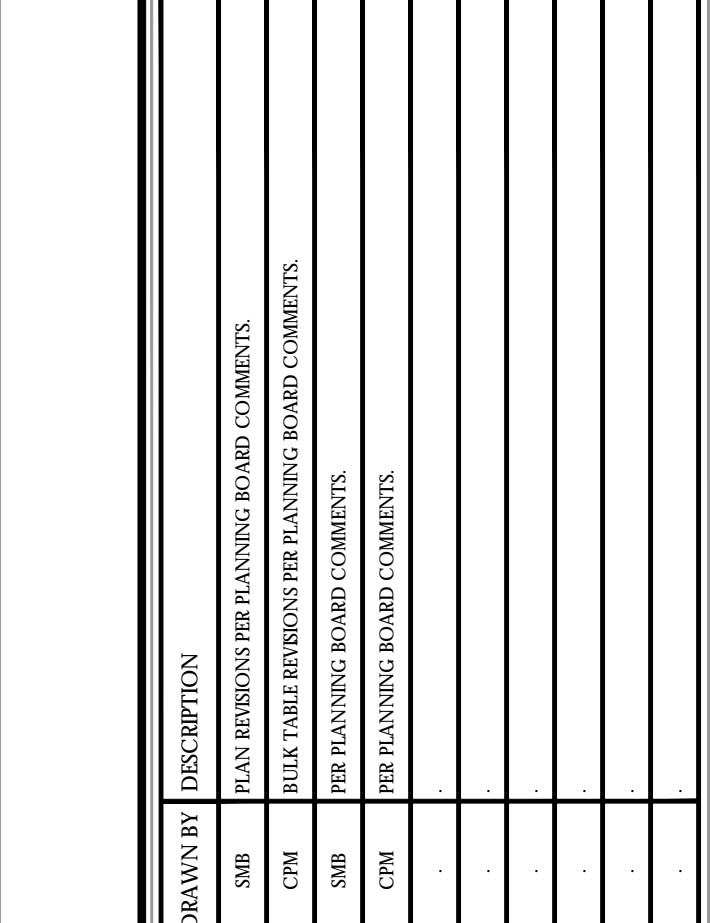 DRAWN BY DESCRIPTION
SMB PLAN REVISIONS PER PLANNING BOARD COMMENTS.
CPM BULK TABLE REVISIONS PER PLANNING BOARD COMMENTS.
SMB PER PLANNING BOARD COMMENTS.
CPM PER PLANNING BOARD COMMENTS.
. .
. .
. .
. .
. .
. .